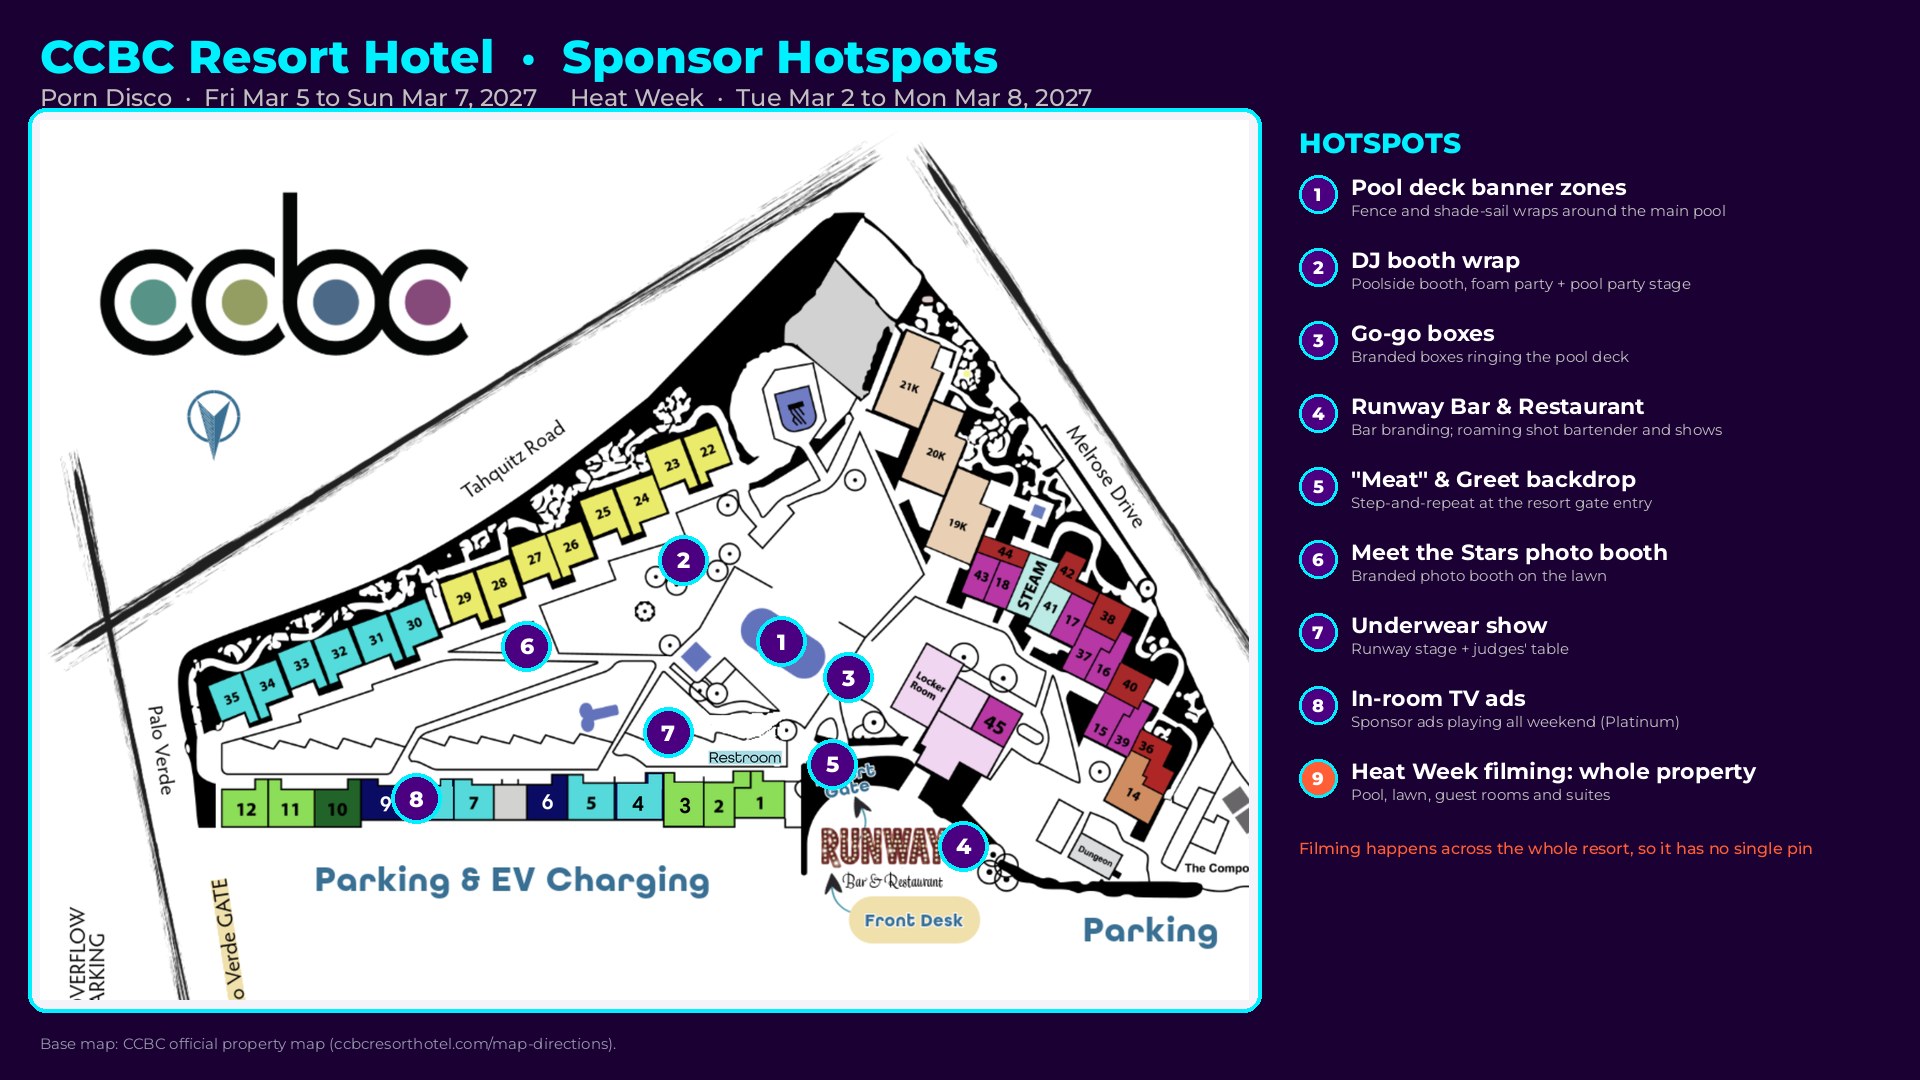 CCBC Resort Hotel · Sponsor Hotspots
Porn Disco · Fri Mar 5 to Sun Mar 7, 2027 Heat Week · Tue Mar 2 to Mon Mar 8, 2027
ccbc
Tahquitz Road
Melrose Drive
Palo Verde
21K
20K
19K
23
22
25
24
27
26
29
28
35
34
33
32
31
30
44
43
18
STEAM
42
41
17
38
37
16
40
15
39
36
14
Locker
Room
45
2
6
1
3
7
5
8
4
Restroom
12
11
10
9
7
6
5
4
3
2
1
Gate
RUNWAY
Bar & Restaurant
Front Desk
Dungeon
The Compo
Parking & EV Charging
Parking
OVERFLOW
PARKING
o Verde GATE
HOTSPOTS
1 Pool deck banner zones
Fence and shade-sail wraps around the main pool
2 DJ booth wrap
Poolside booth, foam party + pool party stage
3 Go-go boxes
Branded boxes ringing the pool deck
4 Runway Bar & Restaurant
Bar branding; roaming shot bartender and shows
5 "Meat" & Greet backdrop
Step-and-repeat at the resort gate entry
6 Meet the Stars photo booth
Branded photo booth on the lawn
7 Underwear show
Runway stage + judges' table
8 In-room TV ads
Sponsor ads playing all weekend (Platinum)
9 Heat Week filming: whole property
Pool, lawn, guest rooms and suites
Filming happens across the whole resort, so it has no single pin
Base map: CCBC official property map (ccbcresorthotel.com/map-directions).